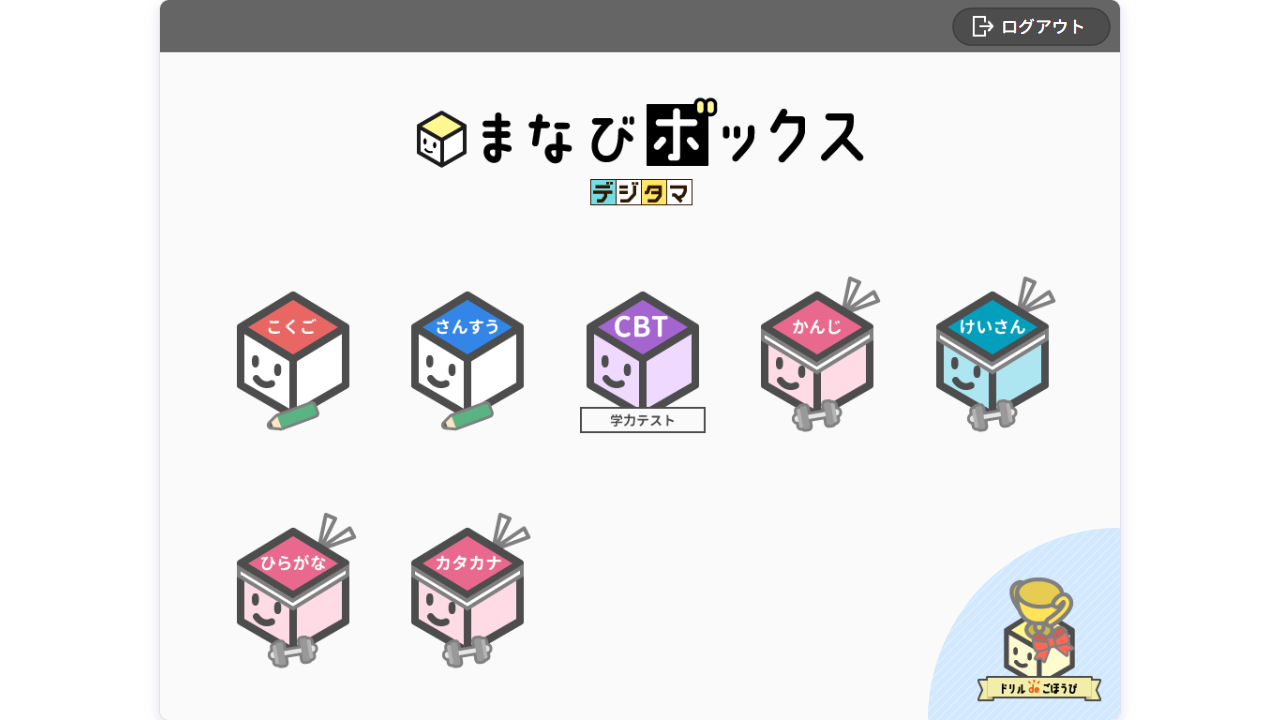 ログアウト
まなびボックス
デジタマ
こくご
さんすう
CBT
学力テスト
かんじ
けいさん
ひらがな
カタカナ
ドリル de ごほうび